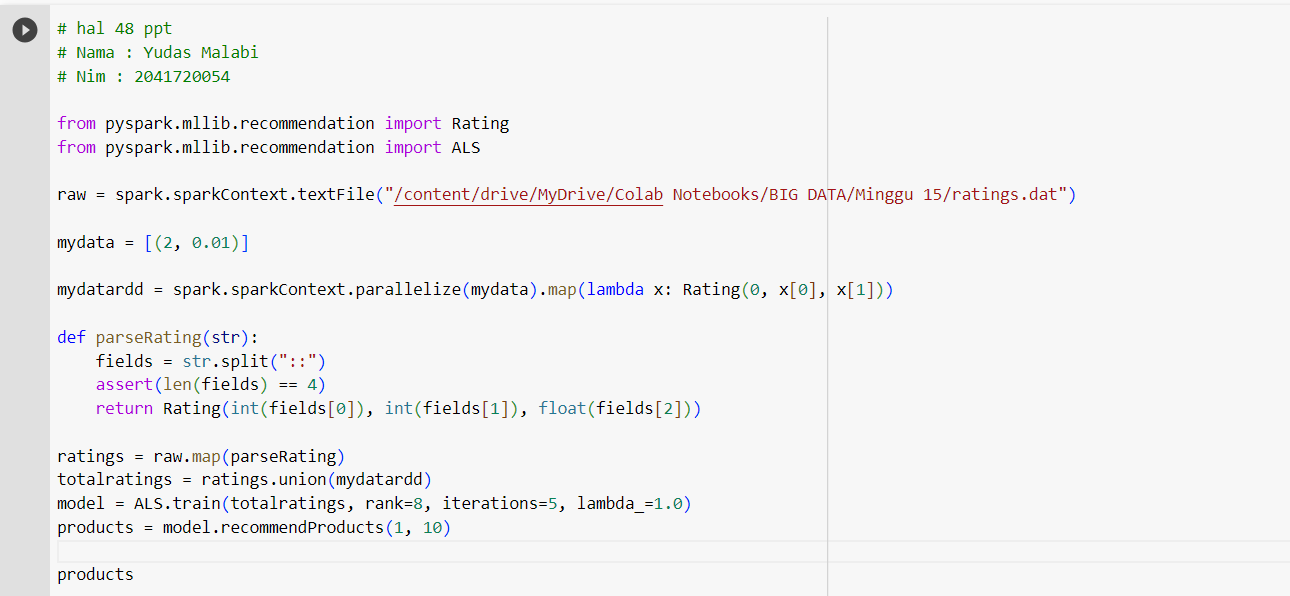 # hal 48 ppt
# Nama : Yudas Malabi
# Nim : 2041720054
from pyspark.mllib.recommendation import Rating
from pyspark.mllib.recommendation import ALS
raw = spark.sparkContext.textFile("/content/drive/MyDrive/Colab Notebooks/BIG DATA/Minggu 15/ratings.dat")
mydata = [(2, 0.01)]
mydatardd = spark.sparkContext.parallelize(mydata).map(lambda x: Rating(0, x[0], x[1]))
def parseRating(str):
    fields = str.split("::")
    assert(len(fields) == 4)
    return Rating(int(fields[0]), int(fields[1]), float(fields[2]))
ratings = raw.map(parseRating)
totalratings = ratings.union(mydatardd)
model = ALS.train(totalratings, rank=8, iterations=5, lambda_=1.0)
products = model.recommendProducts(1, 10)
products